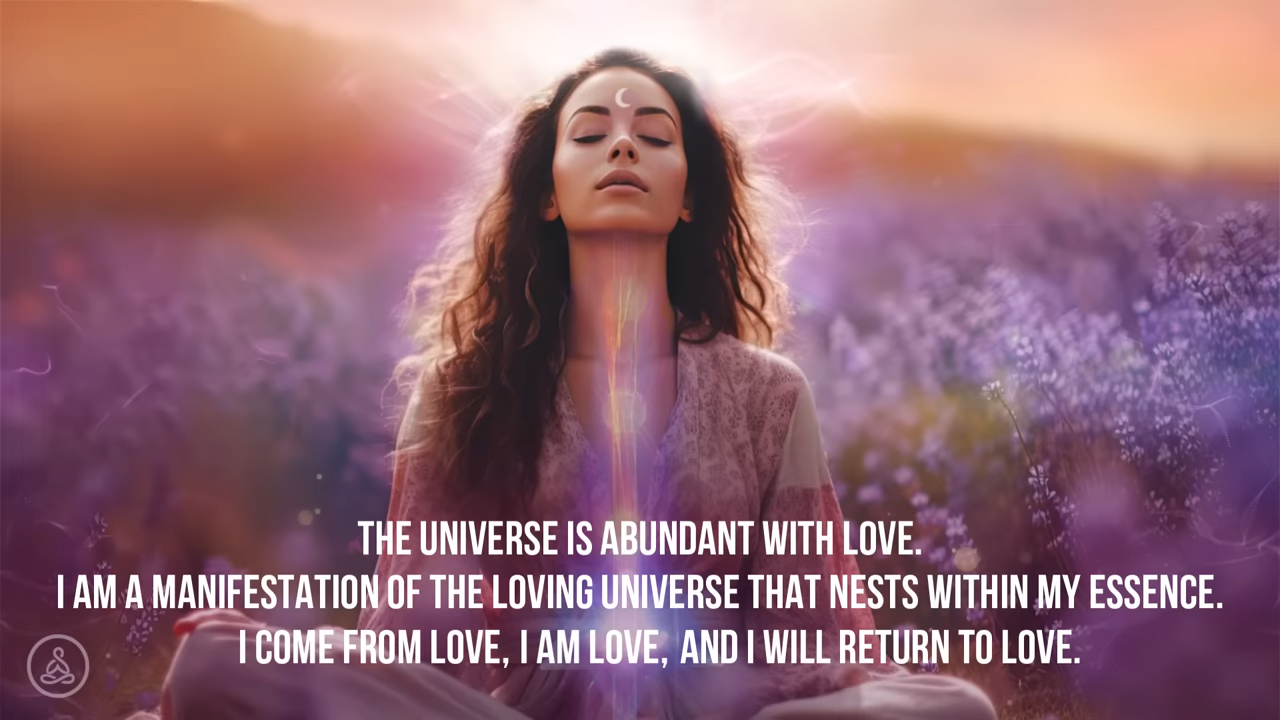 THE UNIVERSE IS ABUNDANT WITH LOVE.
I AM A MANIFESTATION OF THE LOVING UNIVERSE THAT NESTS WITHIN MY ESSENCE.
I COME FROM LOVE, I AM LOVE, AND I WILL RETURN TO LOVE.